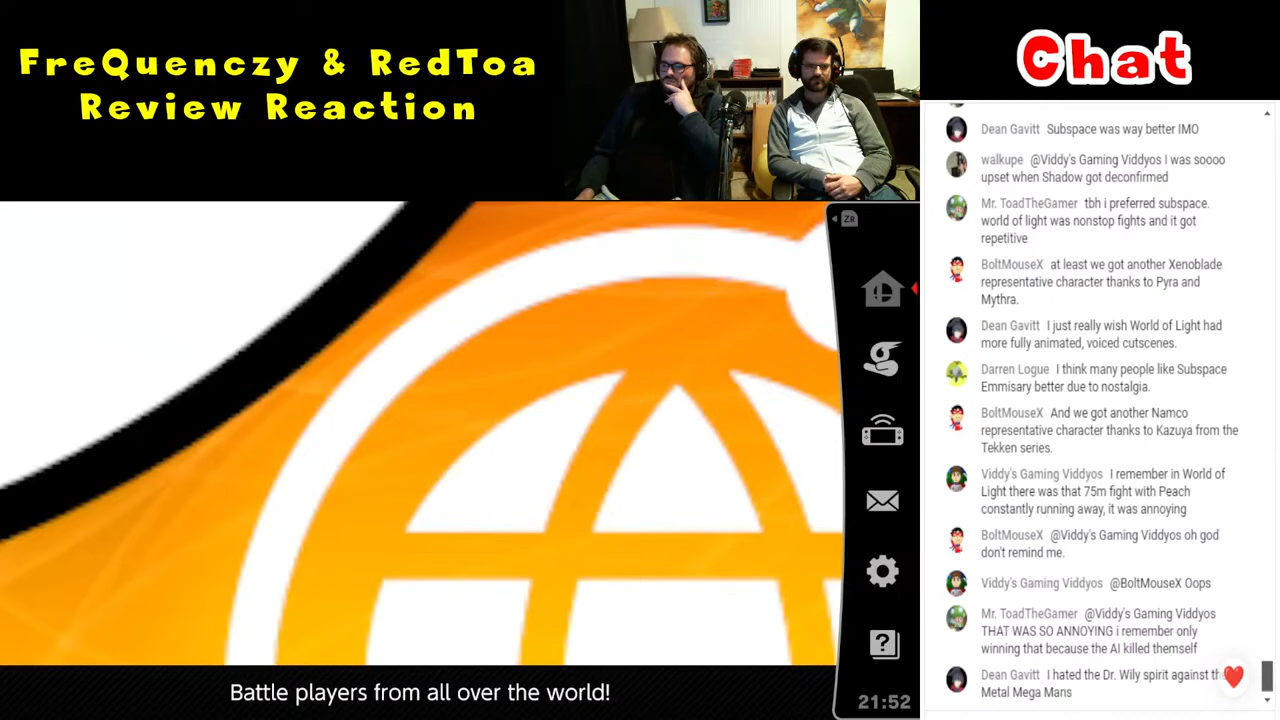 FreQuenczy & RedToa
Review Reaction
Chat
Dean Gavitt Subspace was way better IMO
walkupe @Viddy's Gaming Viddyos I was soooo
upset when Shadow got deconfirmed
Mr. ToadTheGamer tbh i preferred subspace.
world of light was nonstop fights and it got
repetitive
BoltMouseX at least we got another Xenoblade
representative character thanks to Pyra and
Mythra.
Dean Gavitt I just really wish World of Light had
more fully animated, voiced cutscenes.
Darren Logue I think many people like Subspace
Emmisary better due to nostalgia.
BoltMouseX And we got another Namco
representative character thanks to Kazuya from the
Tekken series.
Viddy's Gaming Viddyos I remember in World of
Light there was that 75m fight with Peach
constantly running away, it was annoying
BoltMouseX @Viddy's Gaming Viddyos oh god
don't remind me.
Viddy's Gaming Viddyos @BoltMouseX Oops
Mr. ToadTheGamer @Viddy's Gaming Viddyos
THAT WAS SO ANNOYING i remember only
winning that because the AI killed themself
Dean Gavitt I hated the Dr. Wily spirit against the
Metal Mega Mans
ZR
?
21:52
Battle players from all over the world!